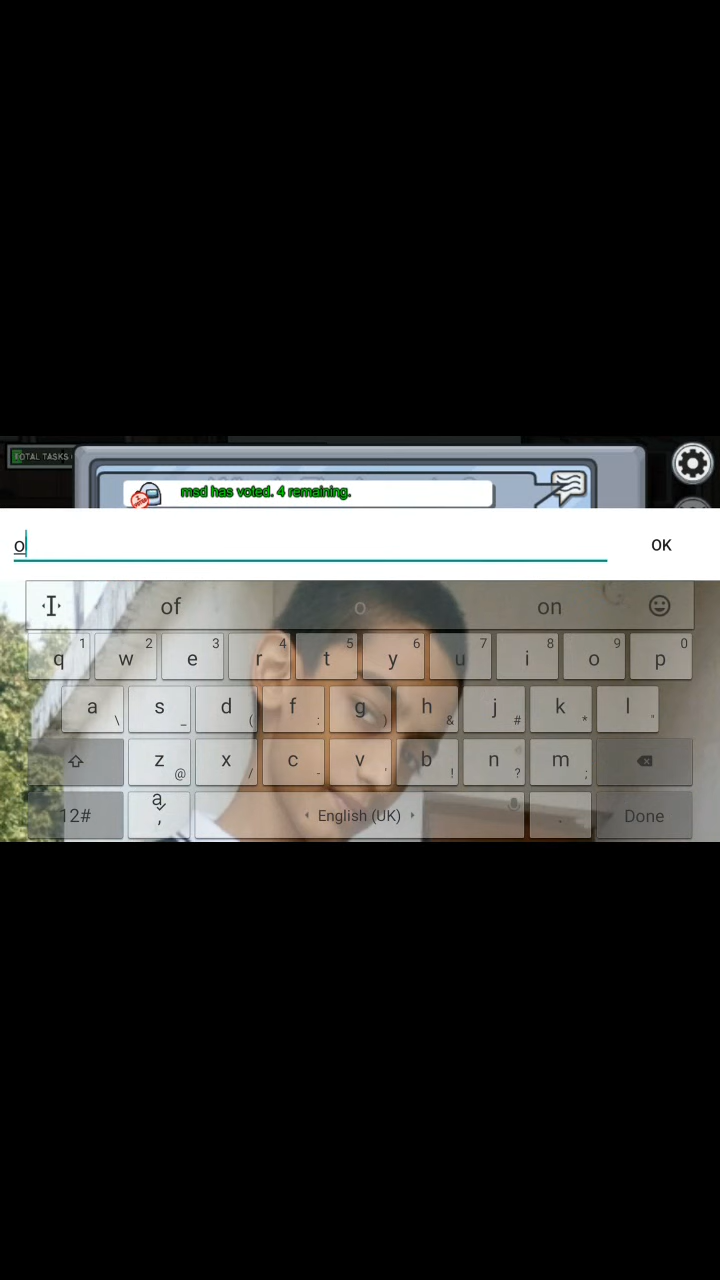 TOTAL TASKS
msd has voted. 4 remaining.
o
OK
of o on
1 2 3 4 5 6 7 8 9 0
q w e r t y u i o p
a s d f g h j k l
\ _ ( : ) & # * "
z x c v b n m
@ / - ' ! ? ;
12# a , English (UK) . Done